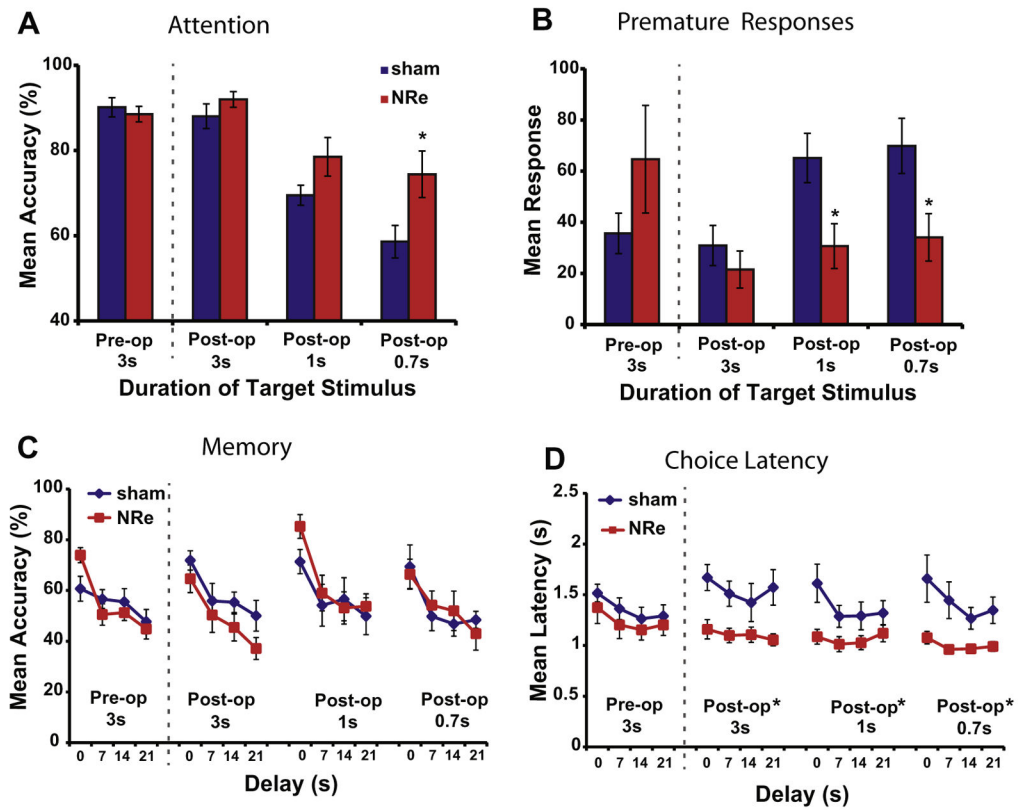 A
Attention
Mean Accuracy (%)
100
80
60
40
sham
NRe
*
Pre-op
3s
Post-op
3s
Post-op
1s
Post-op
0.7s
Duration of Target Stimulus
B
Premature Responses
Mean Response
100
80
60
40
20
0
*
*
Pre-op
3s
Post-op
3s
Post-op
1s
Post-op
0.7s
Duration of Target Stimulus
C
Memory
Mean Accuracy (%)
100
80
60
40
20
0
sham
NRe
Pre-op
3s
Post-op
3s
Post-op
1s
Post-op
0.7s
0 7 14 21 0 7 14 21 0 7 14 21 0 7 14 21
Delay (s)
D
Choice Latency
Mean Latency (s)
2.5
2
1.5
1
0.5
0
sham
NRe
Pre-op
3s
Post-op*
3s
Post-op*
1s
Post-op*
0.7s
0 7 14 21 0 7 14 21 0 7 14 21 0 7 14 21
Delay (s)